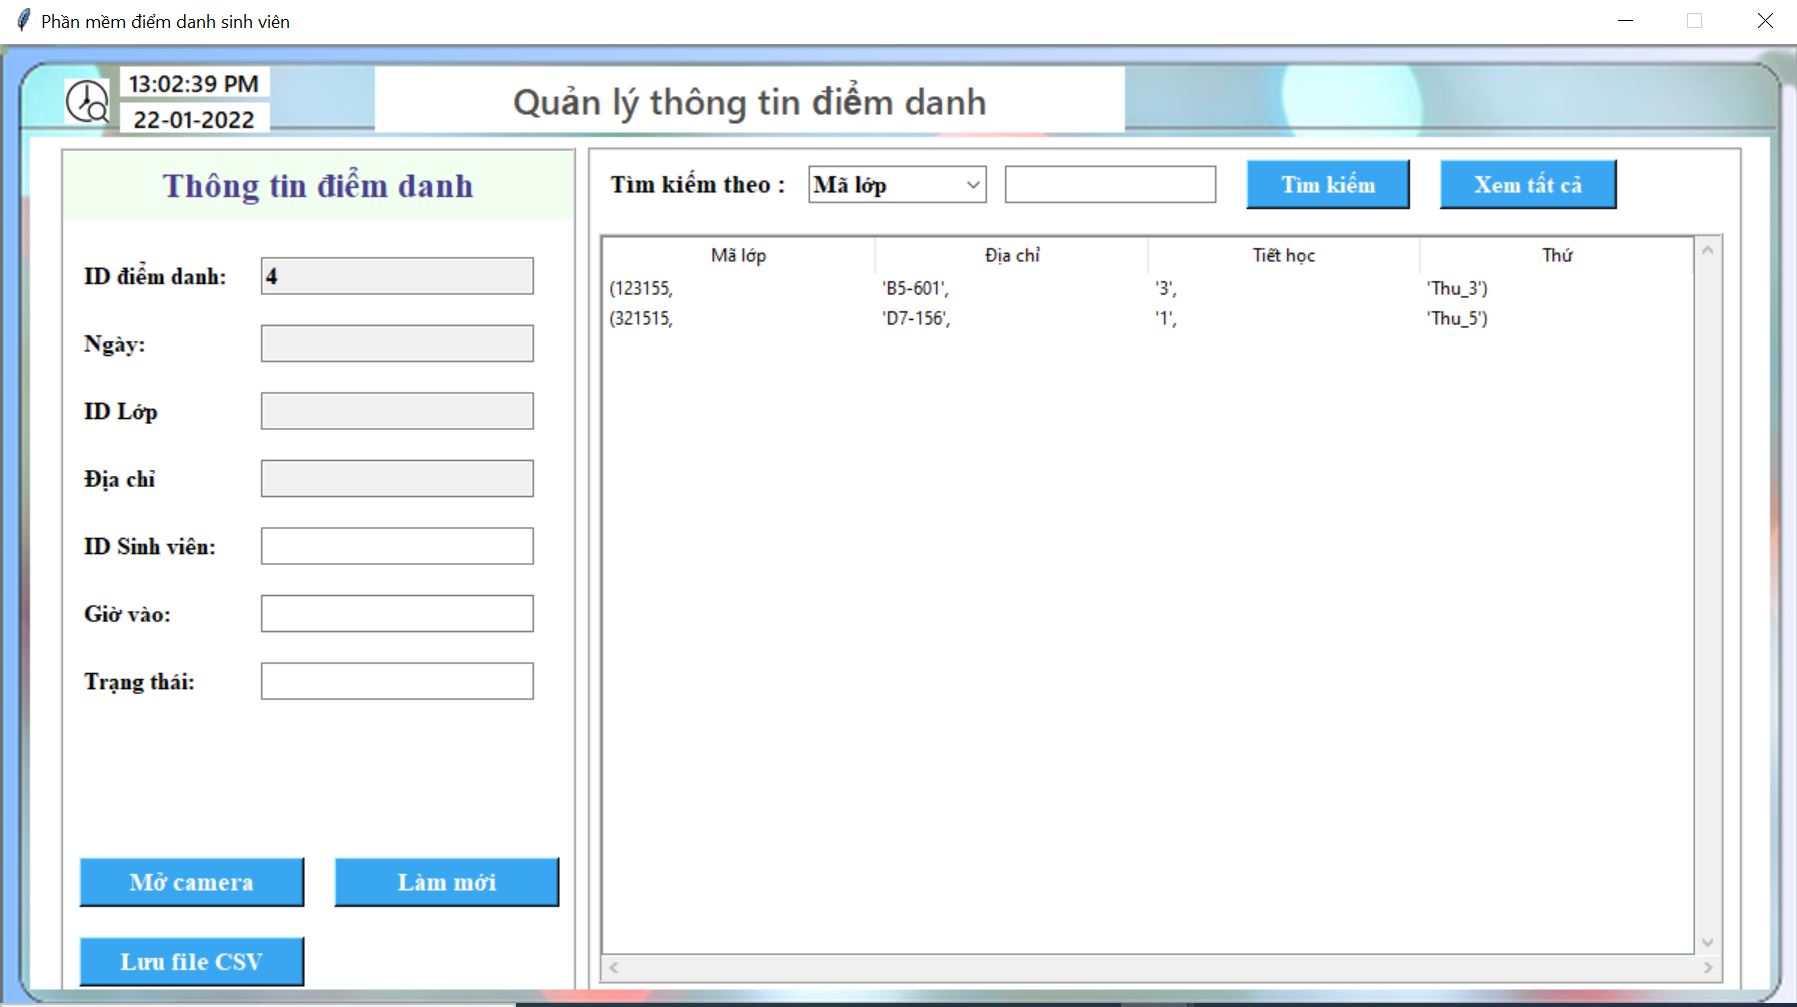 Phần mềm điểm danh sinh viên
13:02:39 PM
22-01-2022
Quản lý thông tin điểm danh
Thông tin điểm danh
ID điểm danh: 4
Ngày:
ID Lớp
Địa chỉ
ID Sinh viên:
Giờ vào:
Trạng thái:
Mở camera Làm mới
Lưu file CSV
Tìm kiếm theo : Mã lớp Tìm kiếm Xem tất cả
Mã lớp Địa chỉ Tiết học Thứ
(123155, 'B5-601', '3', 'Thu_3')
(321515, 'D7-156', '1', 'Thu_5')